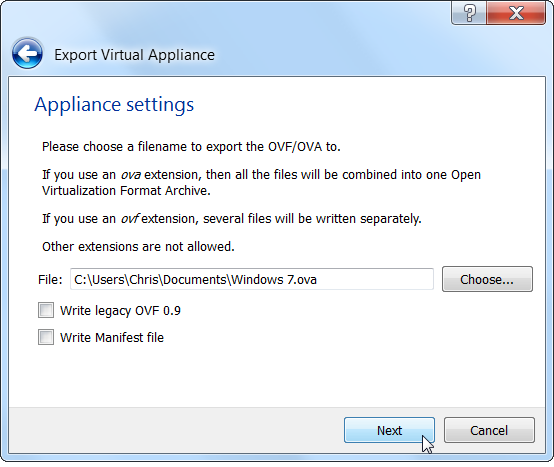 ?
X
Export Virtual Appliance
Appliance settings
Please choose a filename to export the OVF/OVA to.
If you use an ova extension, then all the files will be combined into one Open
Virtualization Format Archive.
If you use an ovf extension, several files will be written separately.
Other extensions are not allowed.
File: C:\Users\Chris\Documents\Windows 7.ova Choose...
Write legacy OVF 0.9
Write Manifest file
Next Cancel